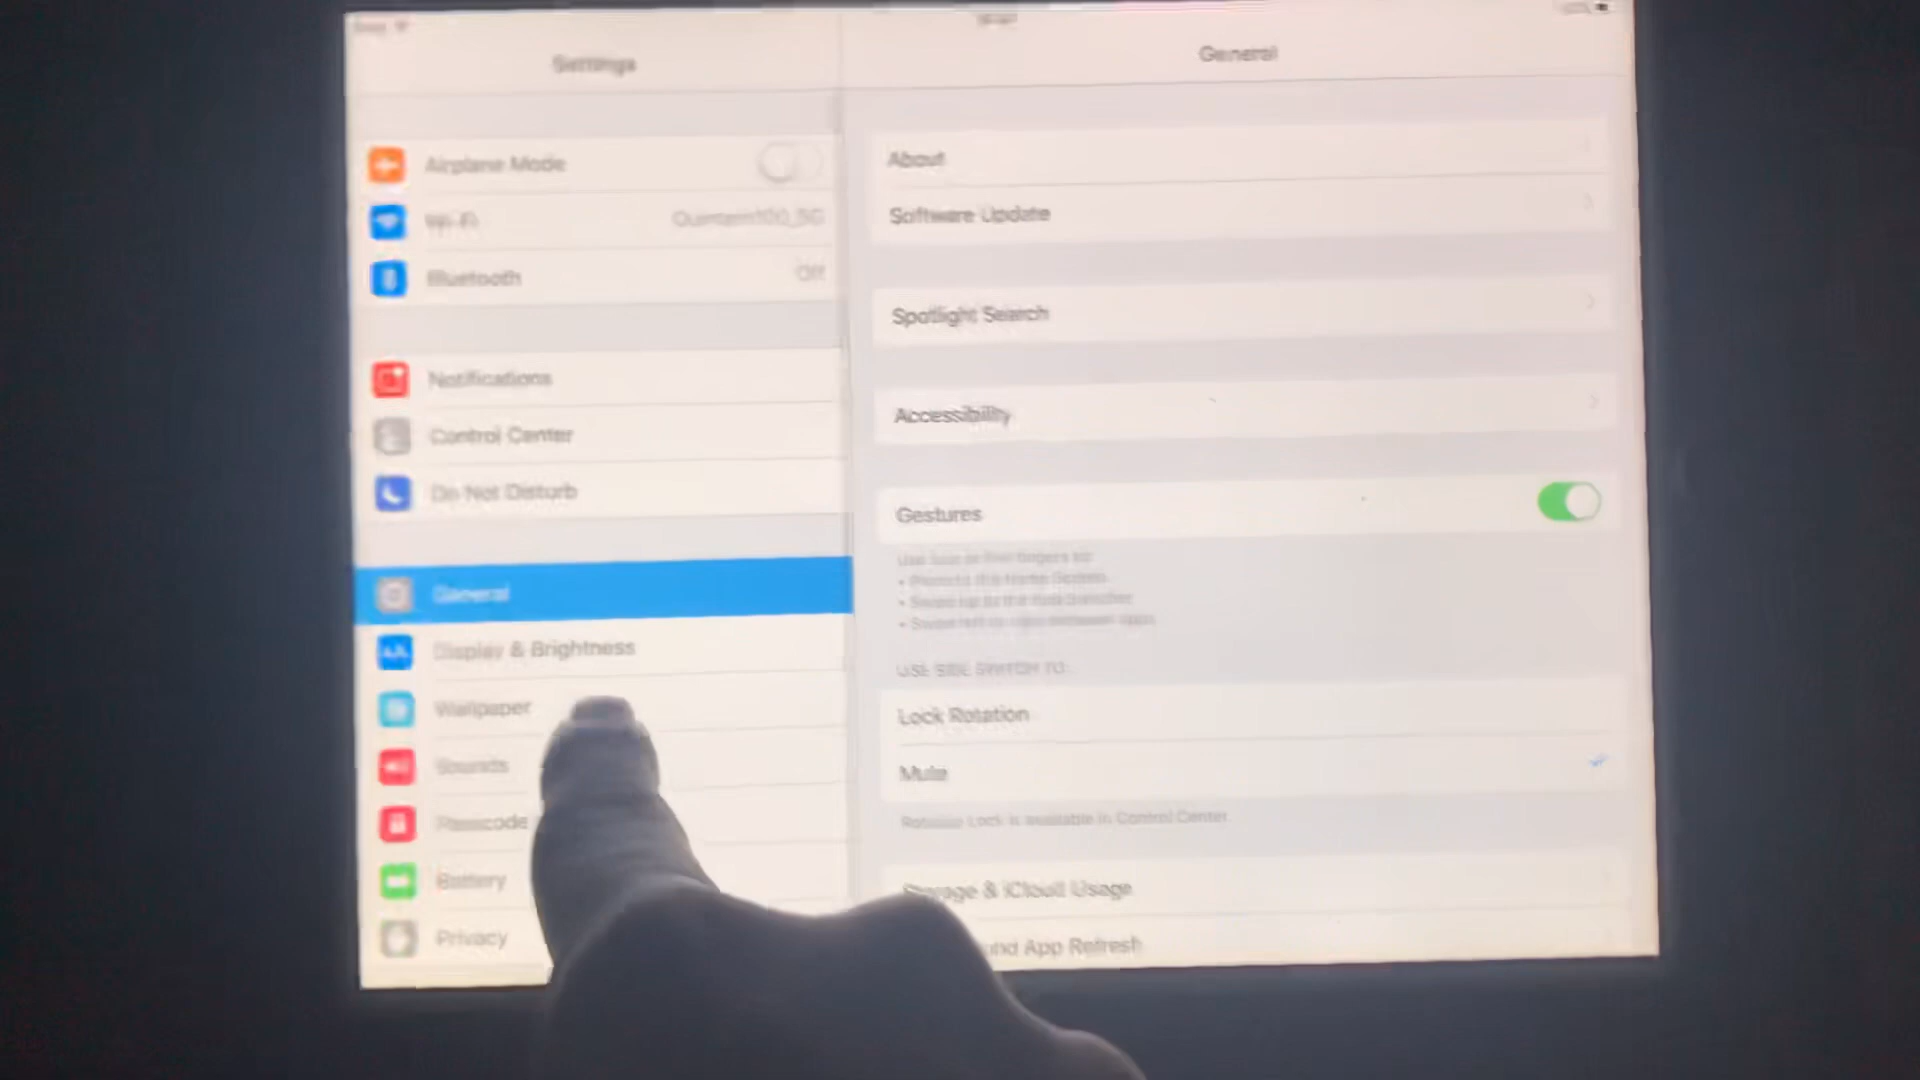 Settings
General
Airplane Mode
Wi-Fi
Bluetooth
Off
Notifications
Control Center
Do Not Disturb
General
Display & Brightness
Wallpaper
Sounds
Passcode
Battery
Privacy
About
Software Update
Spotlight Search
Accessibility
Gestures
Use four or five fingers to:
• Pinch to the Home Screen
• Swipe up to the multitasker
• Swipe left or right between apps
USE SIDE SWITCH TO:
Lock Rotation
Mute
Rotation Lock is available in Control Center
Storage & iCloud Usage
und App Refresh